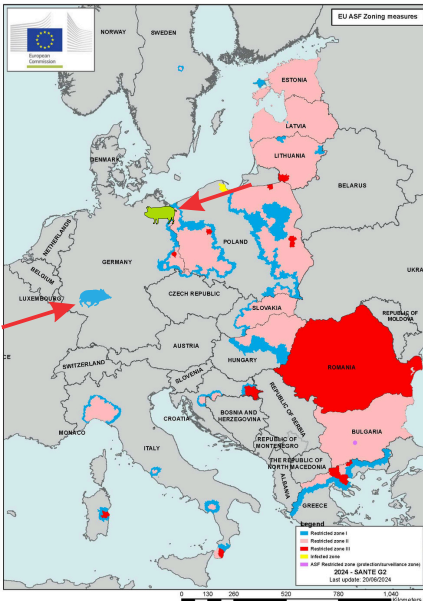 EU ASF Zoning measures
European
Commission
NORWAY
SWEDEN
ESTONIA
LATVIA
DENMARK
LITHUANIA
BELARUS
NETHERLANDS
BELGIUM
GERMANY
POLAND
LUXEMBOURG
CZECH REPUBLIC
UKRA
SLOVAKIA
REPUBLIC OF
MOLDOVA
AUSTRIA
HUNGARY
CE
SWITZERLAND
SLOVENIA
ROMANIA
CROATIA
BOSNIA AND
HERZEGOVINA
REPUBLIC OF SERBIA
MONACO
ITALY
REPUBLIC OF
MONTENEGRO
BULGARIA
THE REPUBLIC OF
NORTH MACEDONIA
ALBANIA
GREECE
Legend
Restricted zone I
Restricted zone II
Restricted zone III
Infected zone
ASF Restricted zone (protection/surveillance zone)
2024 - SANTE G2
Last update: 20/06/2024
0 130 260 520 780 1,040
Kilometers